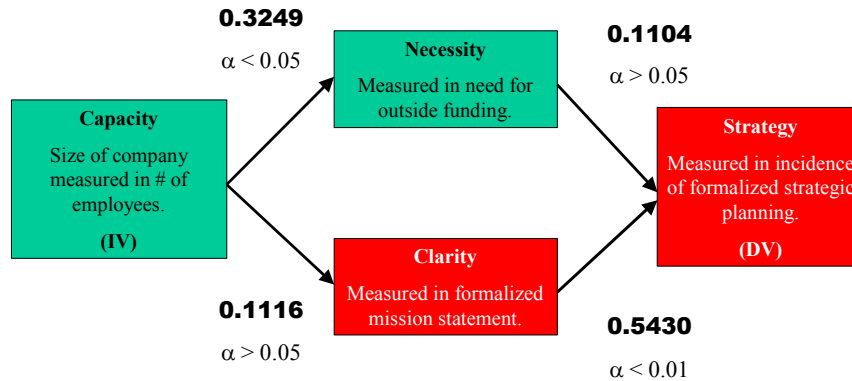 0.3249
α < 0.05
Necessity
Measured in need for
outside funding.
0.1104
α > 0.05
Capacity
Size of company
measured in # of
employees.
(IV)
Strategy
Measured in incidence
of formalized strategic
planning.
(DV)
Clarity
Measured in formalized
mission statement.
0.1116
α > 0.05
0.5430
α < 0.01